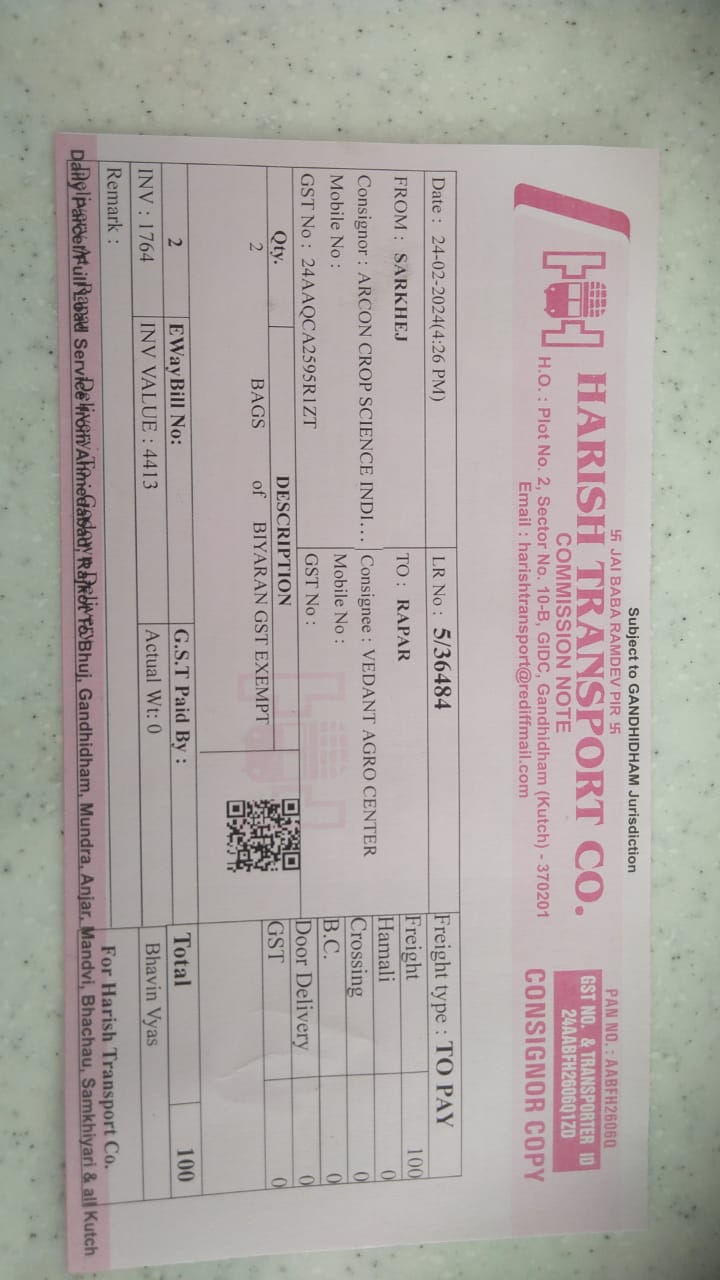 Subject to GANDHIDHAM Jurisdiction
卐 JAI BABA RAMDEV PIR 卐
HARISH TRANSPORT CO.
COMMISSION NOTE
H.O. : Plot No. 2, Sector No. 10-B, GIDC, Gandhidham (Kutch) - 370201
Email : harishtransport@rediffmail.com
PAN NO. : AABFH2606Q
GST NO. & TRANSPORTER ID
24AABFH2606Q1ZD
CONSIGNOR COPY
Date : 24-02-2024(4:26 PM) LR No : 5/36484 Freight type : TO PAY
FROM : SARKHEJ TO : RAPAR Freight 100
Consignor : ARCON CROP SCIENCE INDI... Consignee : VEDANT AGRO CENTER Hamali 0
Mobile No : Mobile No : Crossing 0
GST No : 24AAQCA2595R1ZT GST No : B.C. 0
Qty. DESCRIPTION Door Delivery 0
2 BAGS of BIYARAN GST EXEMPT GST 0
2 EWayBill No: G.S.T Paid By : Total 100
INV : 1764 INV VALUE : 4413 Actual Wt: 0 Bhavin Vyas
Remark : For Harish Transport Co.
Delivery At : Rapar Delivery To : Godown Delivery
Daily Parcel/Full Load Service from Ahmedabad, Rajkot To Bhuj, Gandhidham, Mundra, Anjar, Mandvi, Bhachau, Samkhiyari & all Kutch